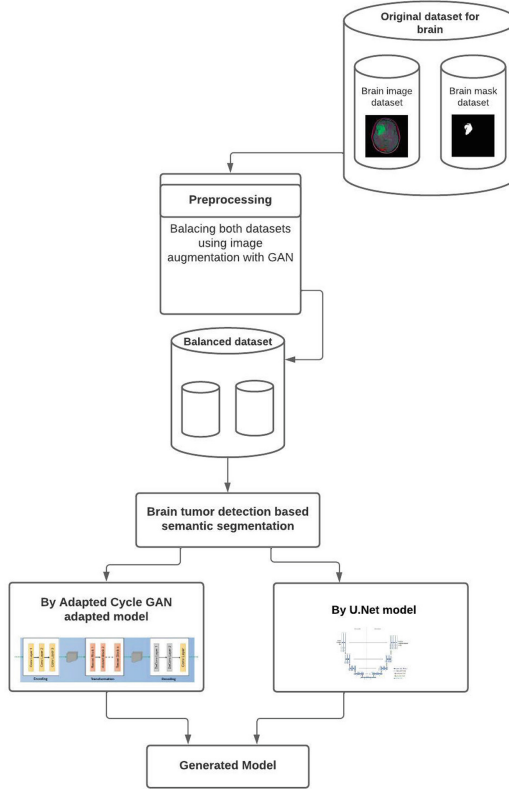 Original dataset for
brain
Brain image
dataset
Brain mask
dataset
Preprocessing
Balacing both datasets
using image
augmentation with GAN
Balanced dataset
Brain tumor detection based
semantic segmentation
By Adapted Cycle GAN
adapted model
Encoding
Transformation
Decoding
By U.Net model
Generated Model